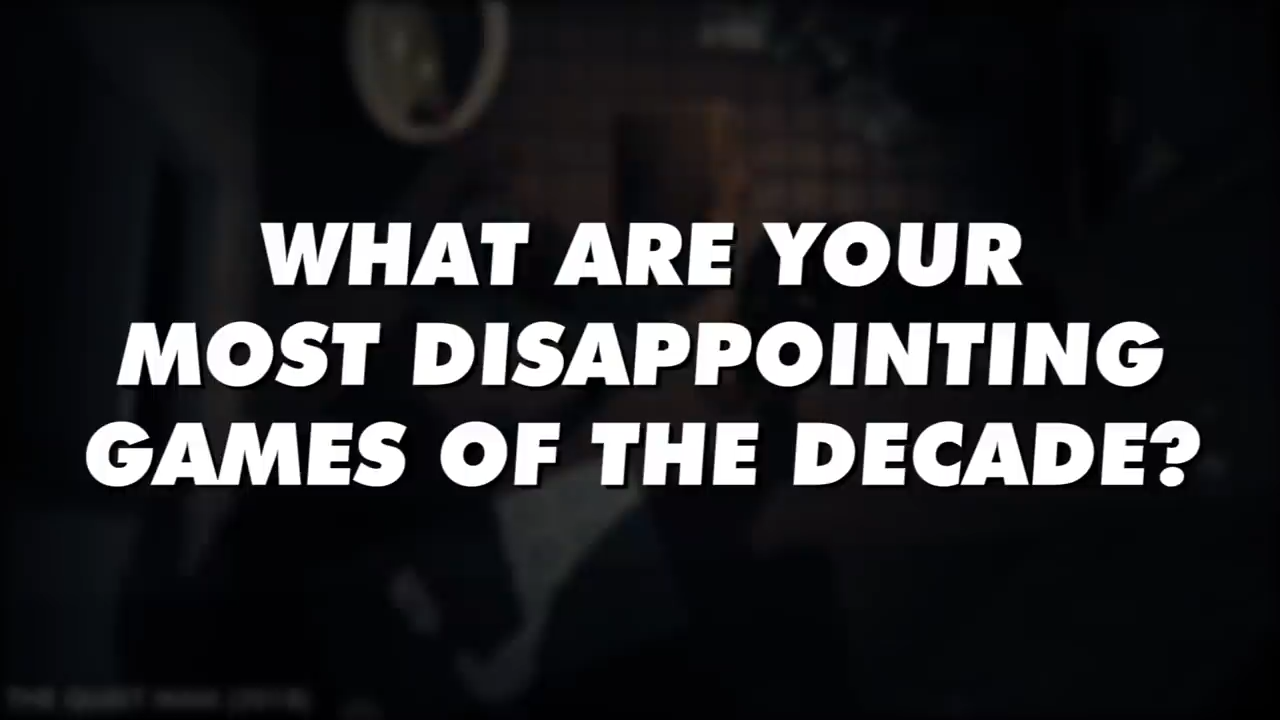 WHAT ARE YOUR
MOST DISAPPOINTING
GAMES OF THE DECADE?